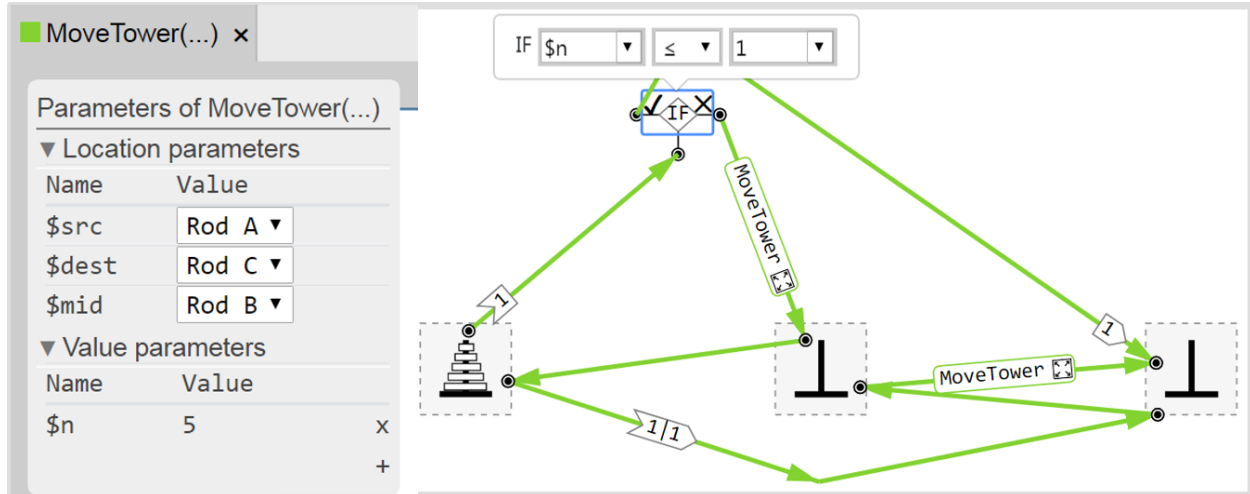 MoveTower(...) ×
Parameters of MoveTower(...)
▼ Location parameters
Name Value
$src Rod A ▼
$dest Rod C ▼
$mid Rod B ▼
▼ Value parameters
Name Value
$n 5 x
+
IF $n ▼ ≤ ▼ 1 ▼
IF
MoveTower
1
1
MoveTower
1|1